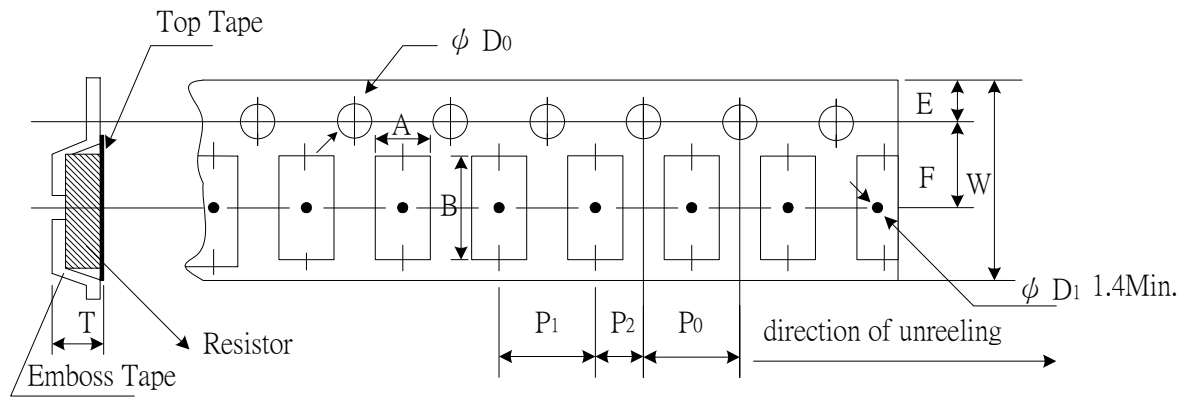 Top Tape
ψ D0
E
A
F
W
B
ψ D1 1.4Min.
T
P1
P2
P0
direction of unreeling
Resistor
Emboss Tape